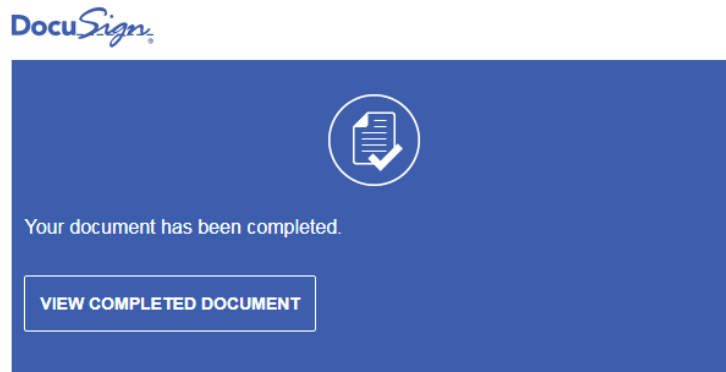 DocuSign®
Your document has been completed.
VIEW COMPLETED DOCUMENT